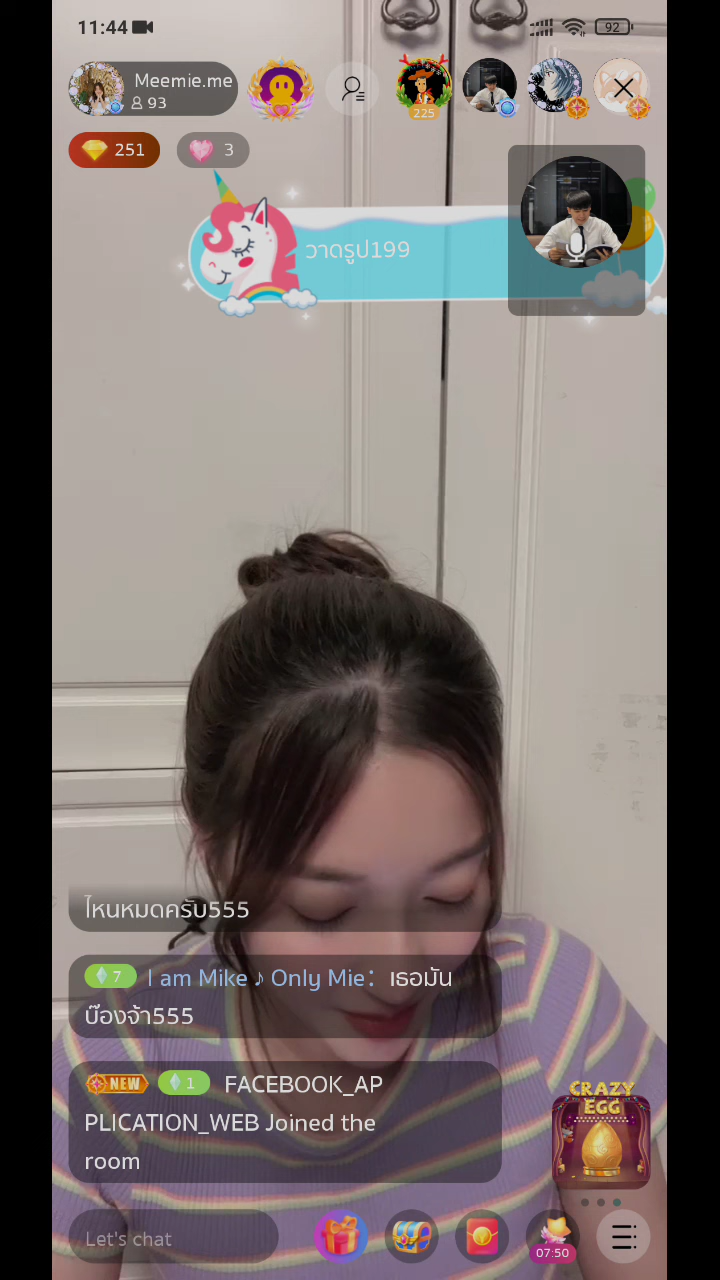 11:44
92
Meemie.me
93
225
251
3
วาดรูป199
ไหนหมดครับ555
7 I am Mike ♪ Only Mie： เธอมัน
บ๊องจ้า555
NEW 1 FACEBOOK_AP
PLICATION_WEB Joined the
room
CRAZY
EGG
Let's chat
07:50